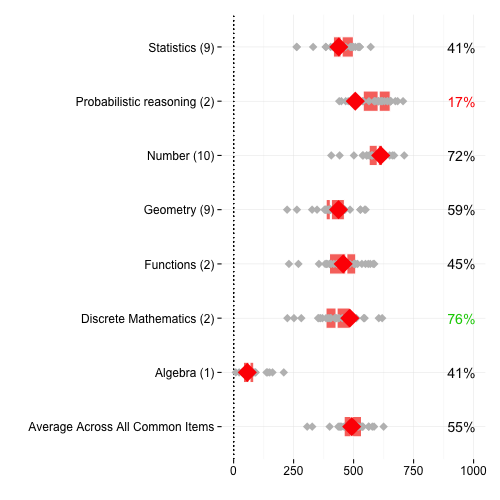 Statistics (9) 41%
Probabilistic reasoning (2) 17%
Number (10) 72%
Geometry (9) 59%
Functions (2) 45%
Discrete Mathematics (2) 76%
Algebra (1) 41%
Average Across All Common Items 55%
0 250 500 750 1000